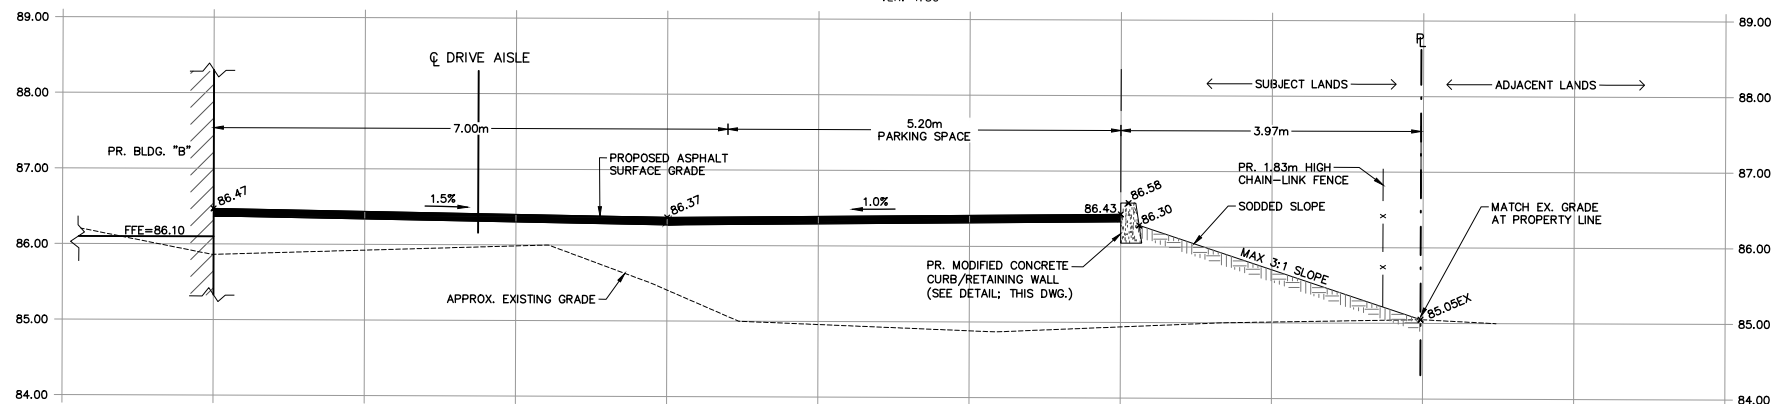 89.00
89.00
℄ DRIVE AISLE
℄
SUBJECT LANDS
ADJACENT LANDS
88.00
88.00
7.00m
5.20m
PARKING SPACE
3.97m
PR. BLDG. "B"
PROPOSED ASPHALT
SURFACE GRADE
PR. 1.83m HIGH
CHAIN-LINK FENCE
87.00
87.00
86.47
1.5%
86.37
1.0%
86.43
86.58
86.30
SODDED SLOPE
MATCH EX. GRADE
AT PROPERTY LINE
FFE=86.10
86.00
86.00
MAX 3:1 SLOPE
PR. MODIFIED CONCRETE
CURB/RETAINING WALL
(SEE DETAIL; THIS DWG.)
APPROX. EXISTING GRADE
85.05EX
85.00
85.00
84.00
84.00